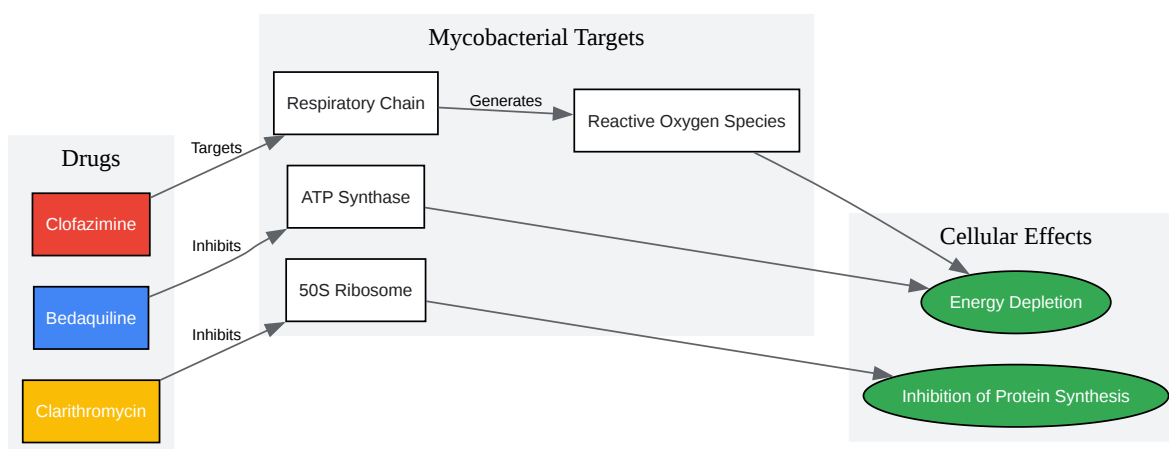 Mycobacterial Targets
Respiratory Chain
Generates
Reactive Oxygen Species
Targets
Drugs
Clofazimine
ATP Synthase
Inhibits
Cellular Effects
50S Ribosome
Energy Depletion
Bedaquiline
Inhibits
Clarithromycin
Inhibition of Protein Synthesis